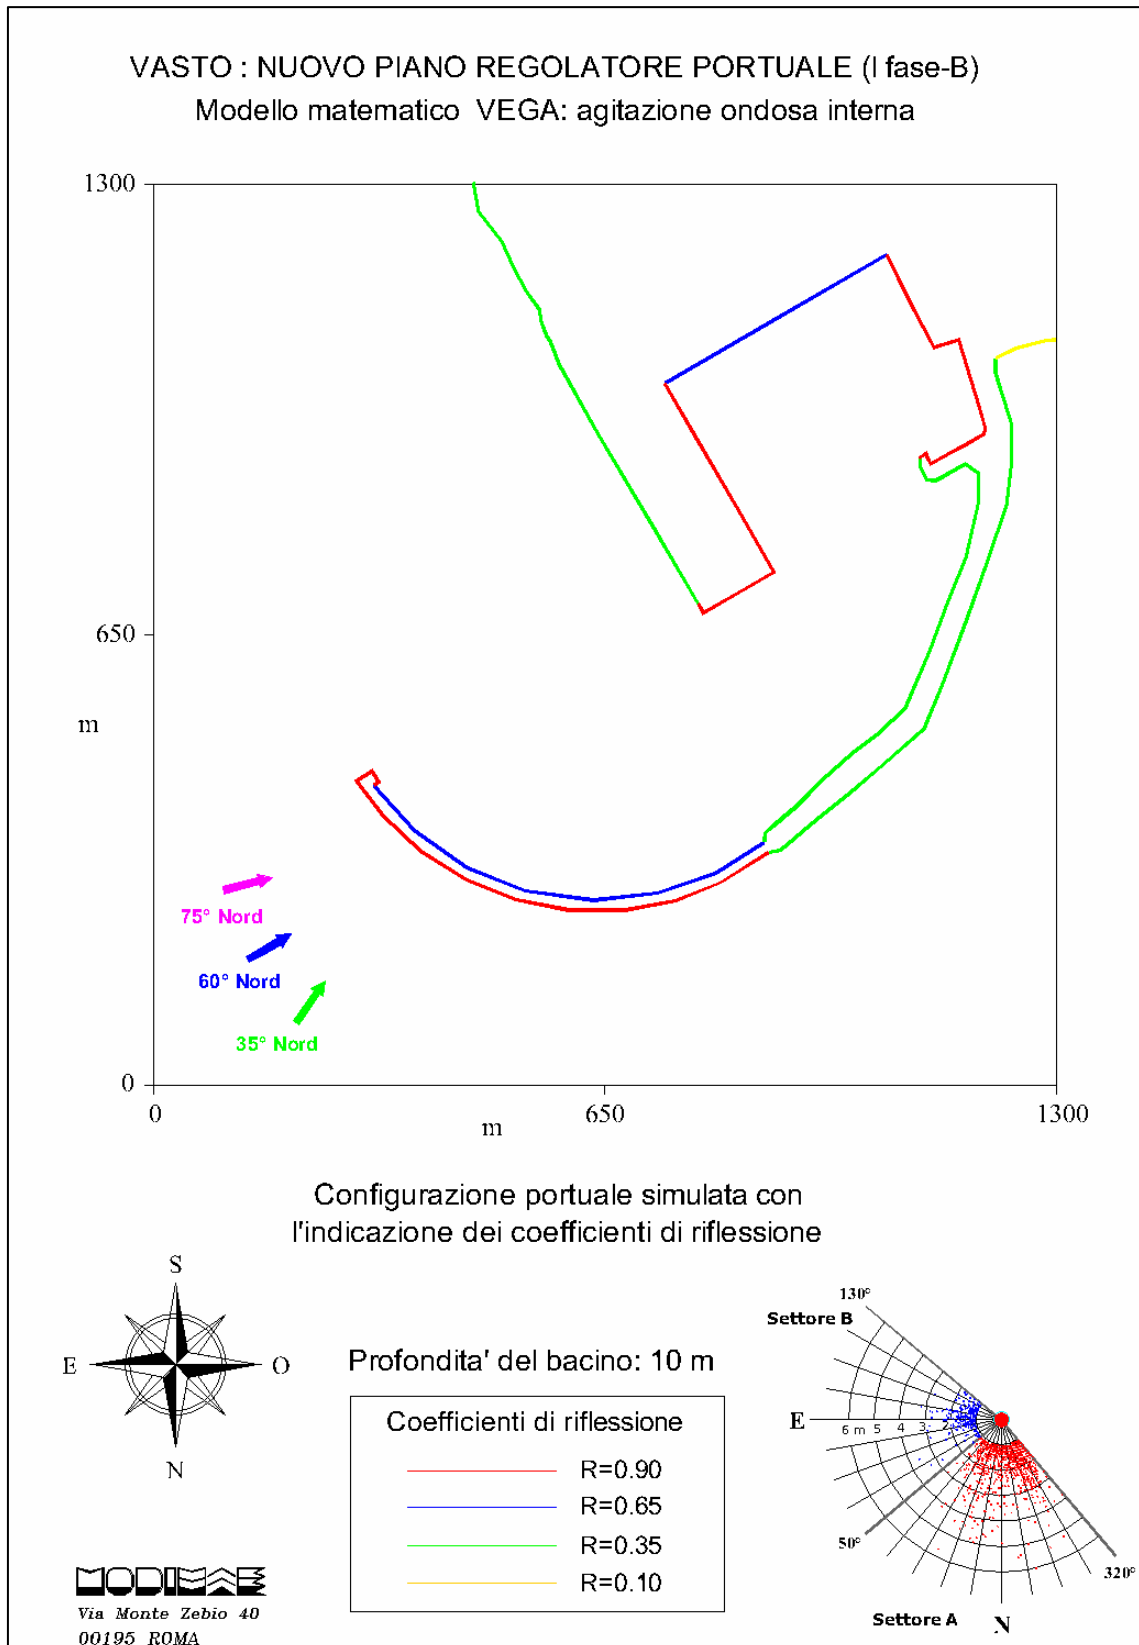 VASTO : NUOVO PIANO REGOLATORE PORTUALE (I fase-B)
Modello matematico VEGA: agitazione ondosa interna
1300
650
m
0
0
650
1300
m
75° Nord
60° Nord
35° Nord
Configurazione portuale simulata con
l'indicazione dei coefficienti di riflessione
S
E
O
N
Profondita' del bacino: 10 m
Coefficienti di riflessione
R=0.90
R=0.65
R=0.35
R=0.10
130°
Settore B
E
6 m 5 4 3 2
50°
320°
Settore A
N
MODIMAR
Via Monte Zebio 40
00195 ROMA